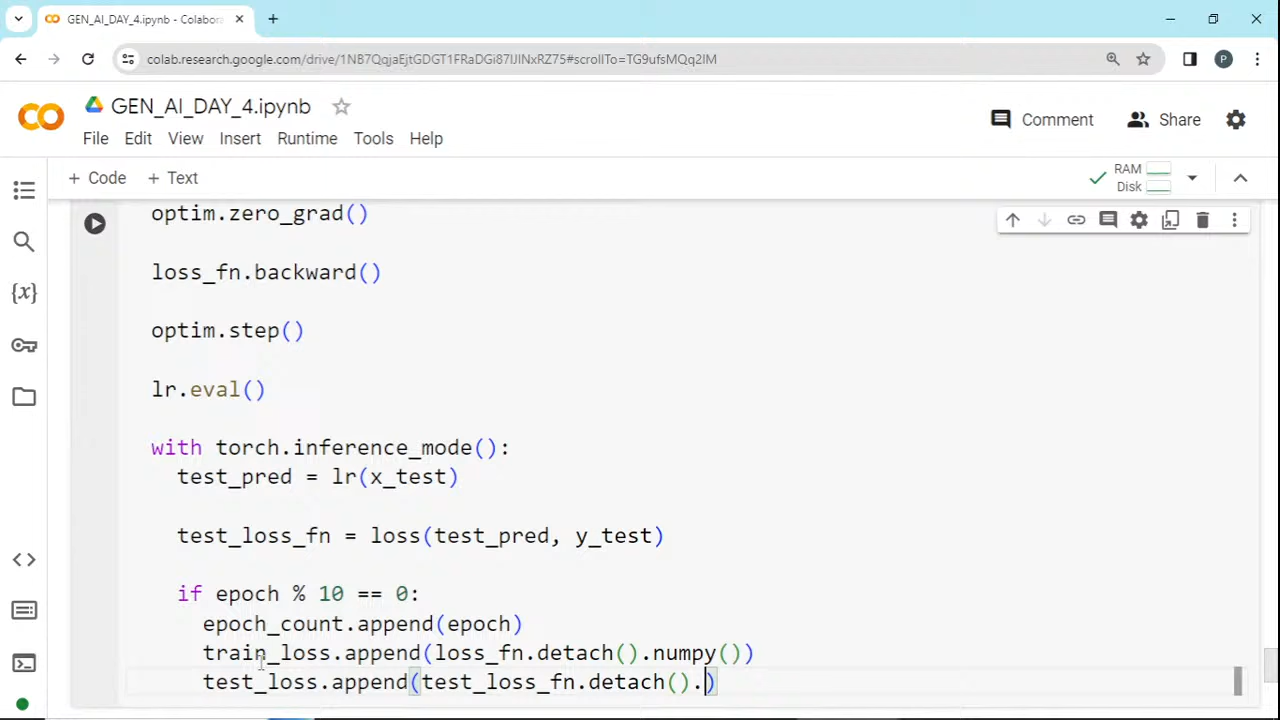 GEN_AI_DAY_4.ipynb - Colabora
colab.research.google.com/drive/1NB7QqjaEjtGDGT1FRaDGi87IJINxRZ75#scrollTo=TG9ufsMQq2IM
P
GEN_AI_DAY_4.ipynb
Comment
Share
File Edit View Insert Runtime Tools Help
+ Code + Text
RAM
Disk
optim.zero_grad()
loss_fn.backward()
optim.step()
lr.eval()
with torch.inference_mode():
test_pred = lr(x_test)
test_loss_fn = loss(test_pred, y_test)
if epoch % 10 == 0:
epoch_count.append(epoch)
train_loss.append(loss_fn.detach().numpy())
test_loss.append(test_loss_fn.detach().)